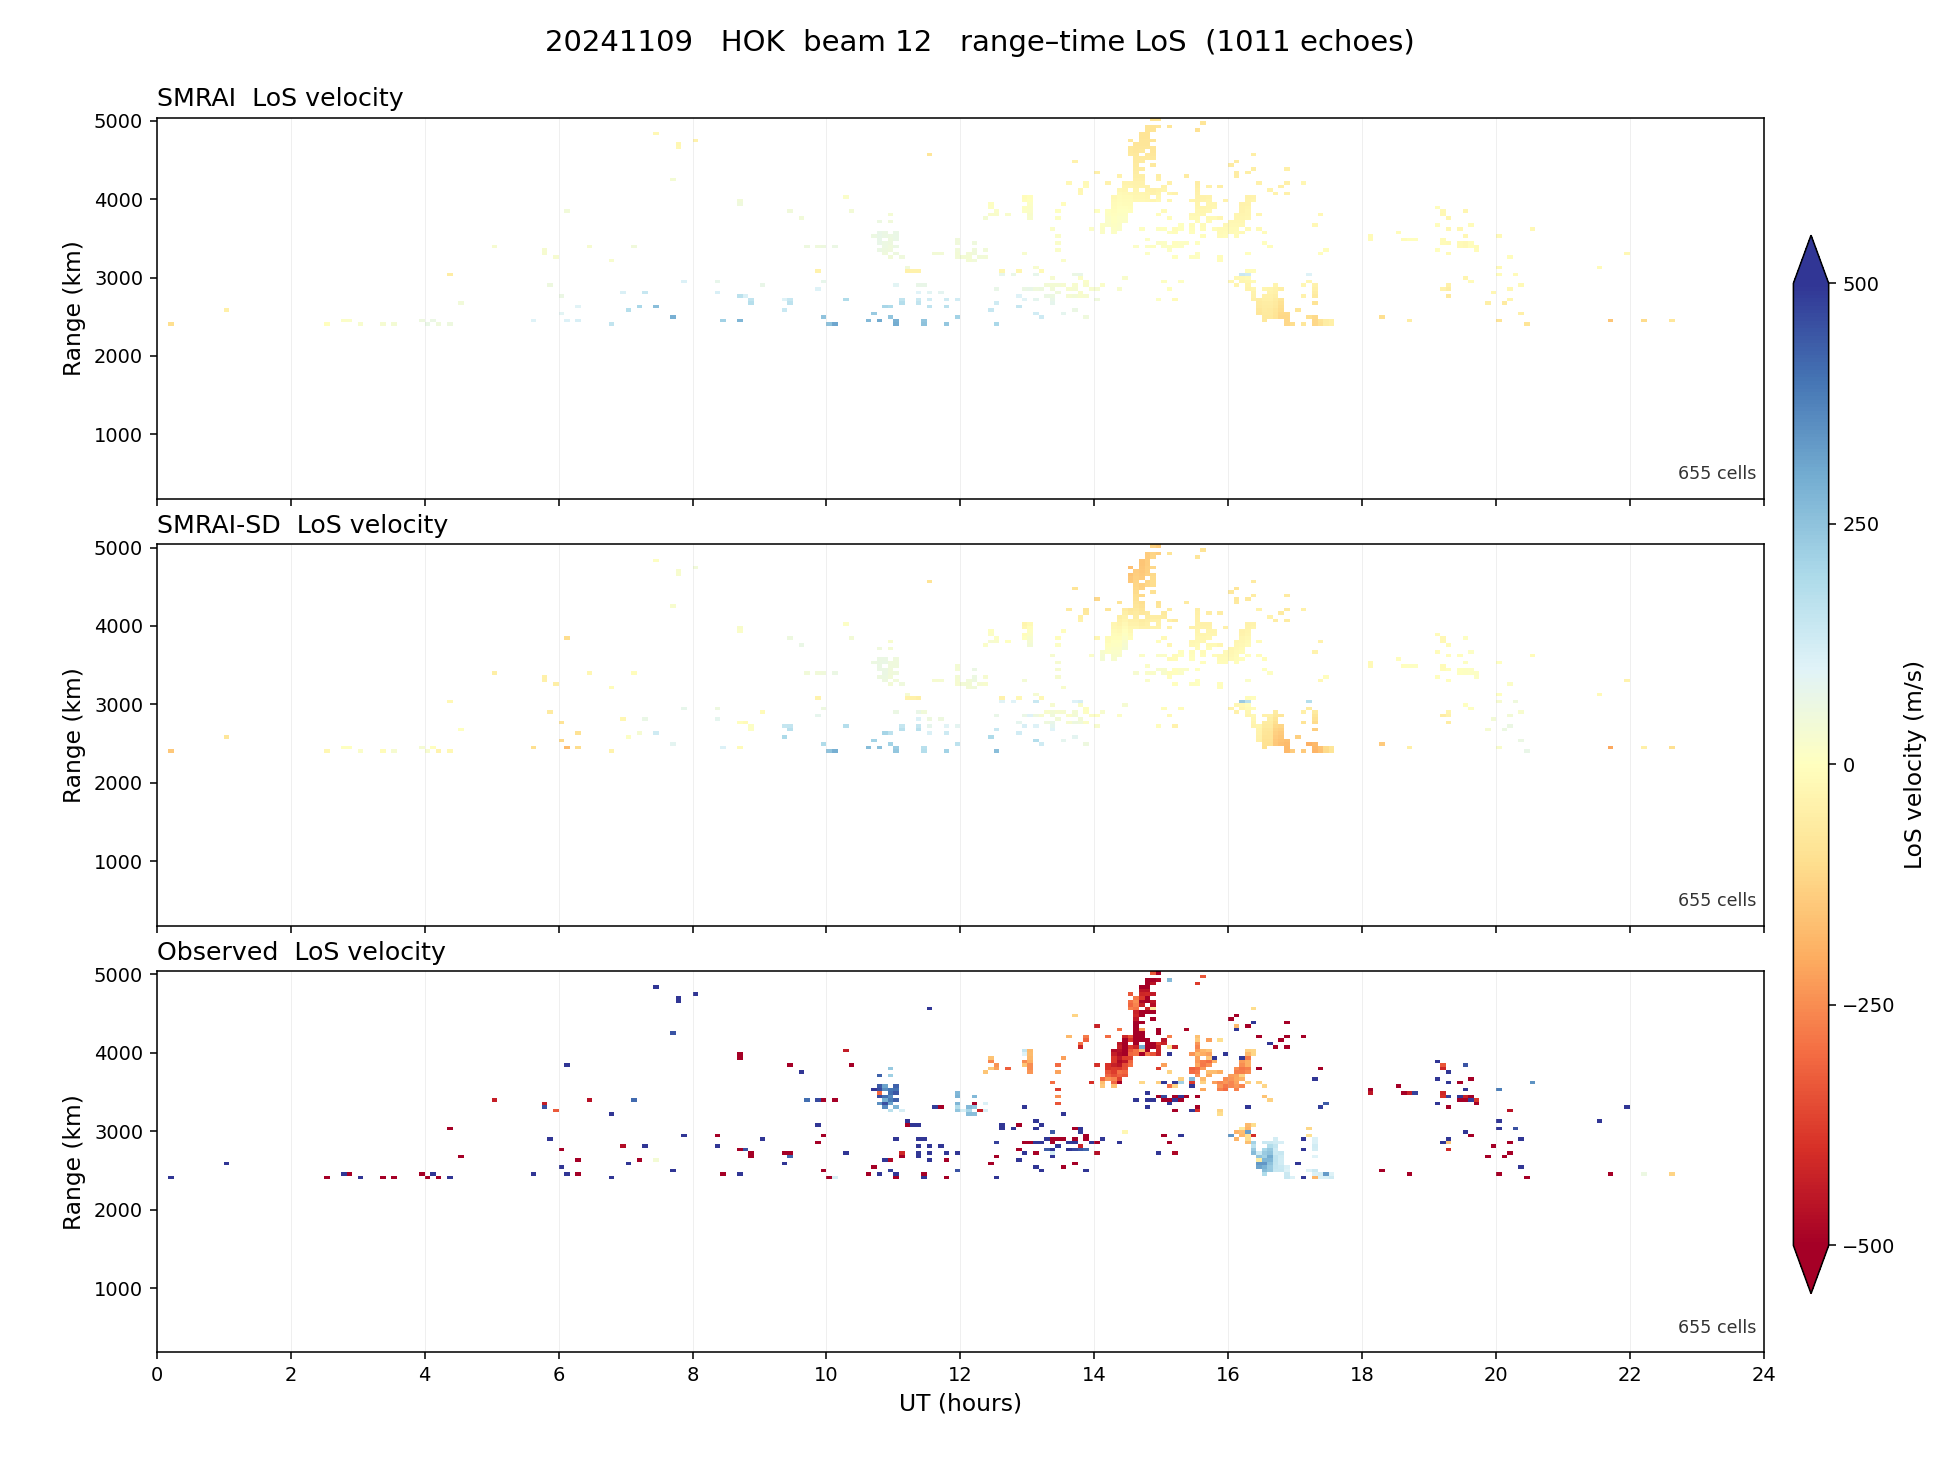 20241109   HOK  beam 12   range–time LoS  (1011 echoes)
SMRAI  LoS velocity
5000
4000
3000
2000
1000
Range (km)
655 cells
SMRAI-SD  LoS velocity
5000
4000
3000
2000
1000
Range (km)
655 cells
Observed  LoS velocity
5000
4000
3000
2000
1000
Range (km)
655 cells
0 2 4 6 8 10 12 14 16 18 20 22 24
UT (hours)
500
250
0
−250
−500
LoS velocity (m/s)